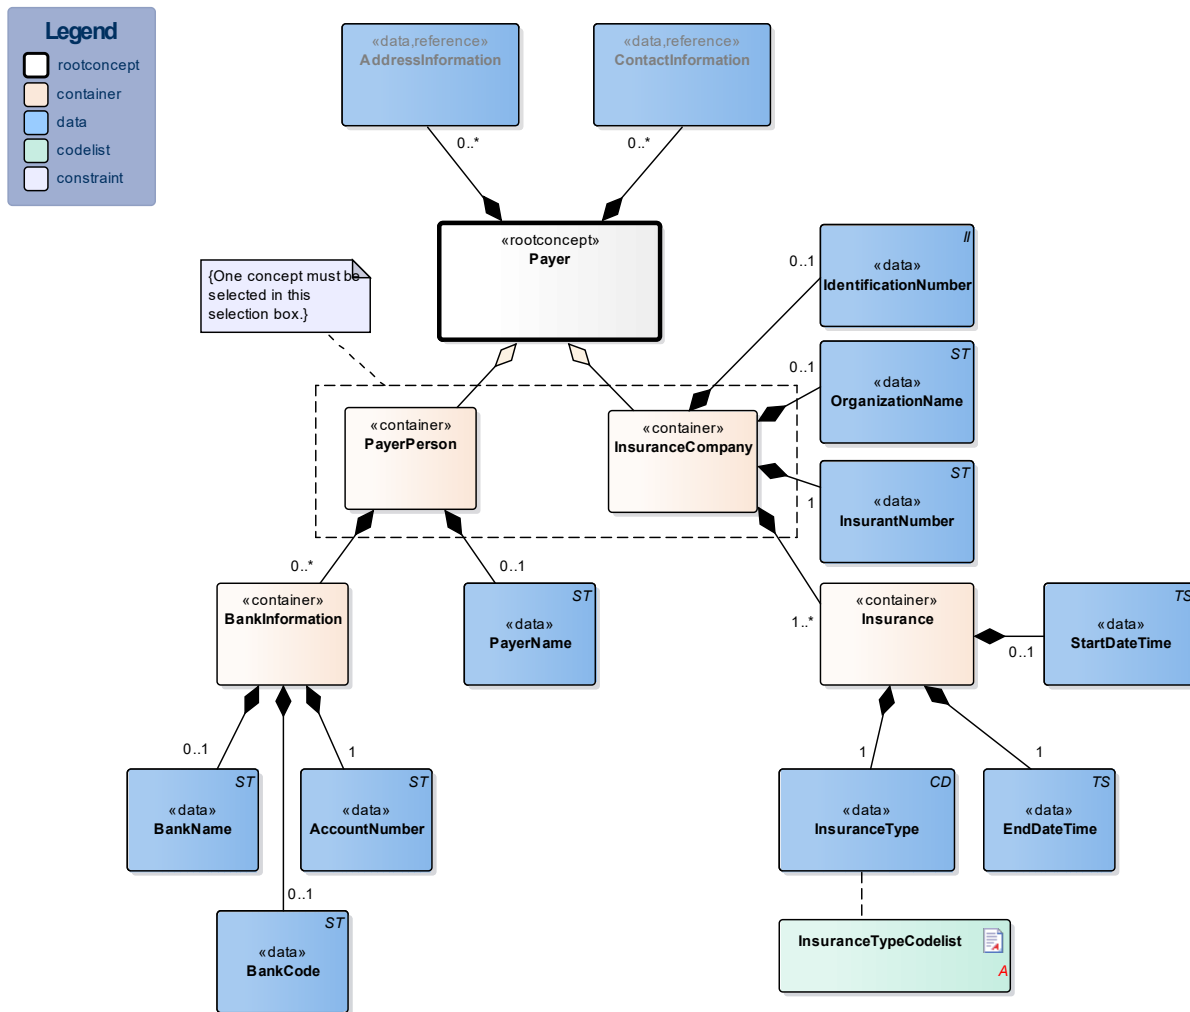 Legend
rootconcept
container
data
codelist
constraint
«data,reference»
AddressInformation
«data,reference»
ContactInformation
0..*
0..*
«rootconcept»
Payer
{One concept must be
selected in this
selection box.}
II
«data»
IdentificationNumber
0..1
ST
«data»
OrganizationName
0..1
«container»
PayerPerson
«container»
InsuranceCompany
ST
«data»
InsurantNumber
1
0..*
0..1
1..*
«container»
BankInformation
ST
«data»
PayerName
«container»
Insurance
TS
«data»
StartDateTime
0..1
0..1
1
1
1
ST
«data»
BankName
ST
«data»
AccountNumber
CD
«data»
InsuranceType
TS
«data»
EndDateTime
0..1
ST
«data»
BankCode
InsuranceTypeCodelist
A